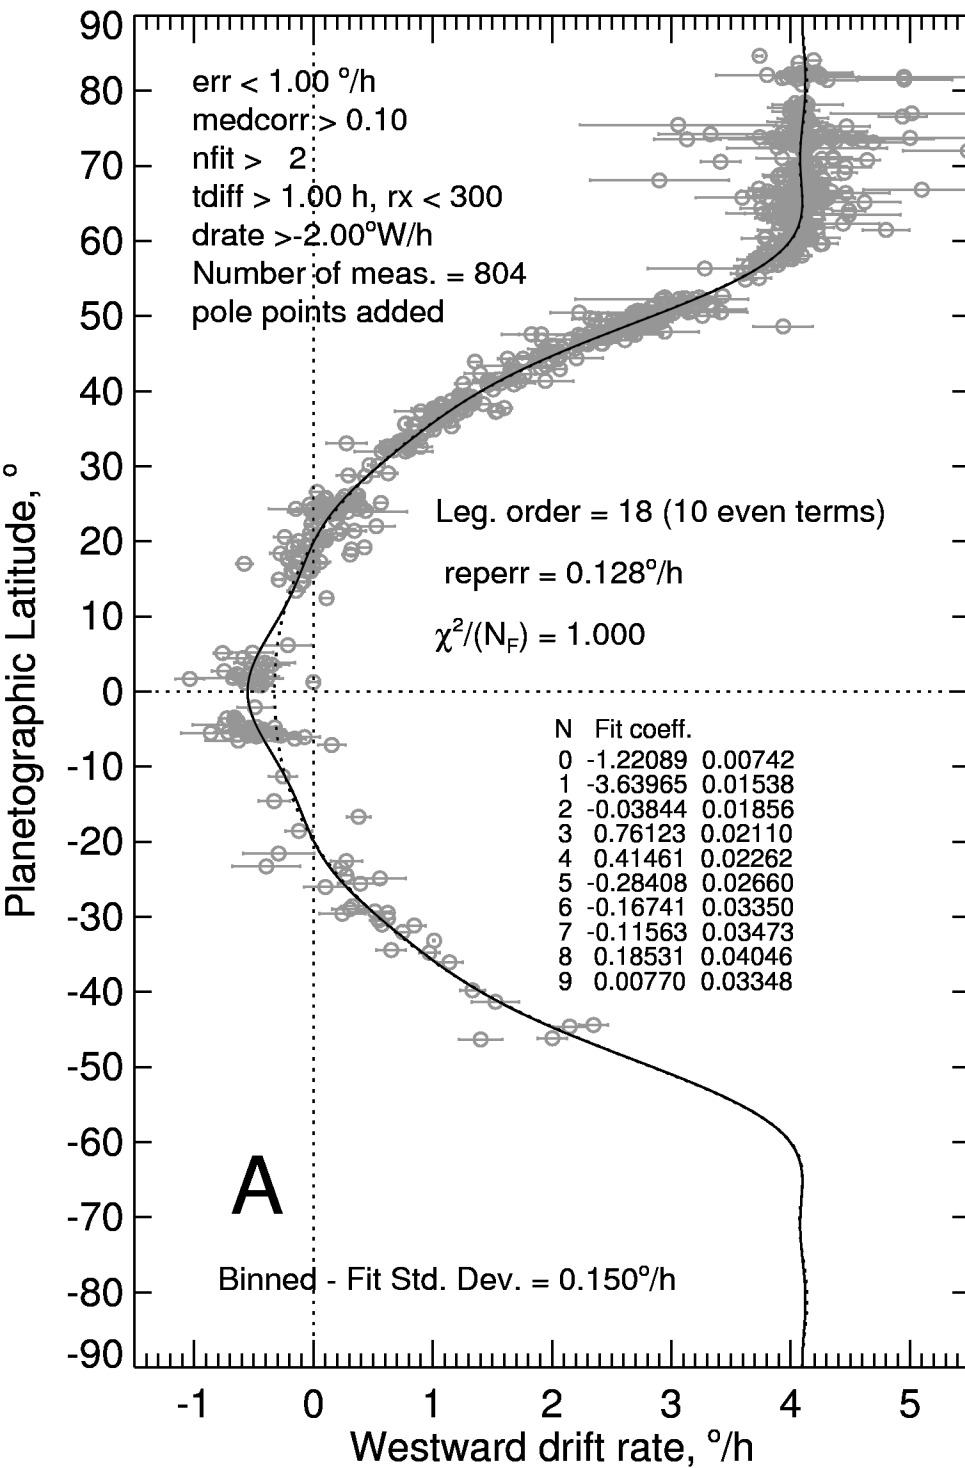 err < 1.00 °/h
medcorr > 0.10
nfit > 2
tdiff > 1.00 h, rx < 300
drate >-2.00°W/h
Number of meas. = 804
pole points added
Leg. order = 18 (10 even terms)
reperr = 0.128°/h
χ²/(N_F) = 1.000
N Fit coeff.
0 -1.22089 0.00742
1 -3.63965 0.01538
2 -0.03844 0.01856
3 0.76123 0.02110
4 0.41461 0.02262
5 -0.28408 0.02660
6 -0.16741 0.03350
7 -0.11563 0.03473
8 0.18531 0.04046
9 0.00770 0.03348
A
Binned - Fit Std. Dev. = 0.150°/h
Planetographic Latitude, °
90
80
70
60
50
40
30
20
10
0
-10
-20
-30
-40
-50
-60
-70
-80
-90
-1 0 1 2 3 4 5
Westward drift rate, °/h